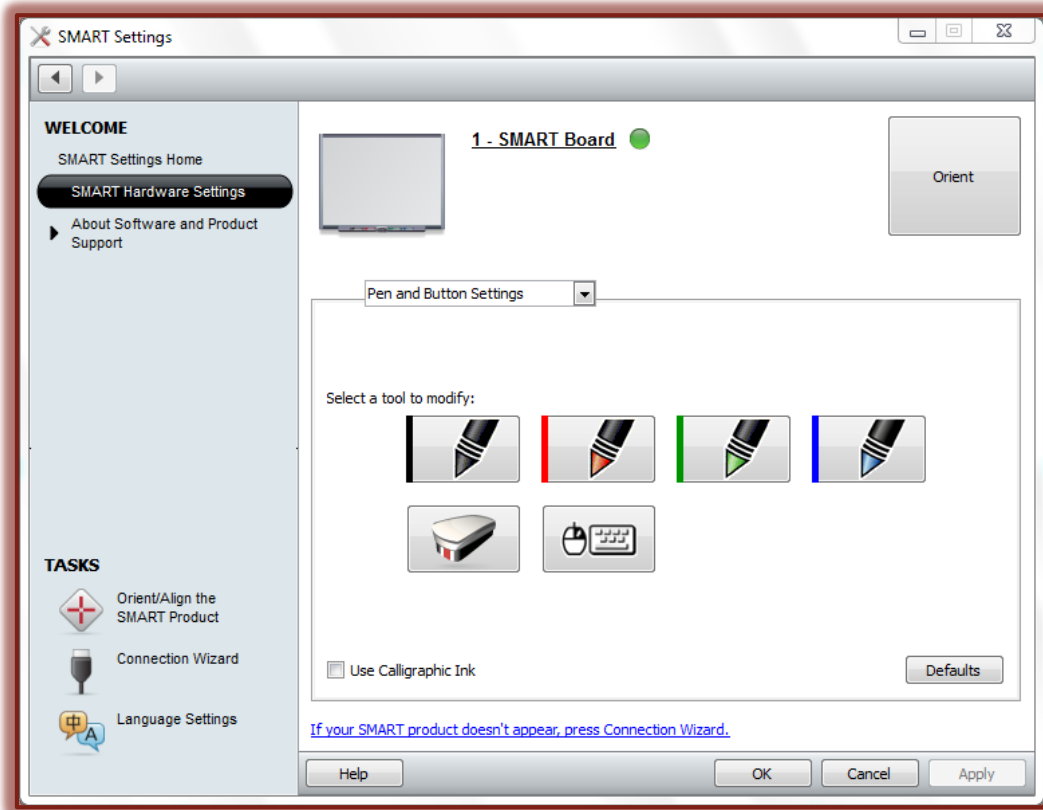 SMART Settings
WELCOME
SMART Settings Home
SMART Hardware Settings
About Software and Product
Support
1 - SMART Board
Orient
Pen and Button Settings
Select a tool to modify:
Use Calligraphic Ink
Defaults
TASKS
Orient/Align the
SMART Product
Connection Wizard
中
A
Language Settings
If your SMART product doesn't appear, press Connection Wizard.
Help
OK
Cancel
Apply